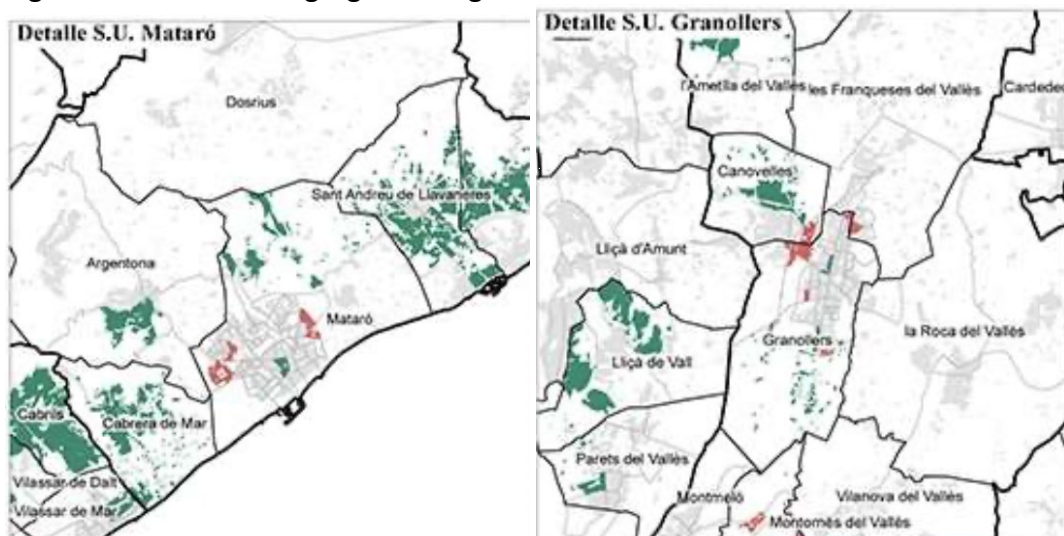 Detalle S.U. Mataró
Dosrius
Sant Andreu de Llavaneres
Argentona
Mataró
Cabrils
Cabrera de Mar
Vilassar de Dalt
Vilassar de Mar
Detalle S.U. Granollers
l'Ametlla del Vallès
les Franqueses del Vallès
Cardedeu
Canovelles
Lliçà d'Amunt
la Roca del Vallès
Granollers
Lliçà de Vall
Parets del Vallès
Montmeló
Vilanova del Vallès
Montornès del Vallès